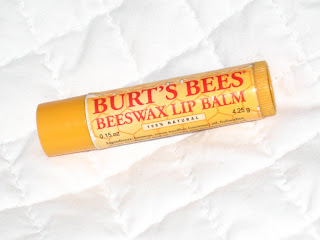 BURT'S BEES®
BEESWAX LIP BALM
100% NATURAL
0.15 oz
4.25 g